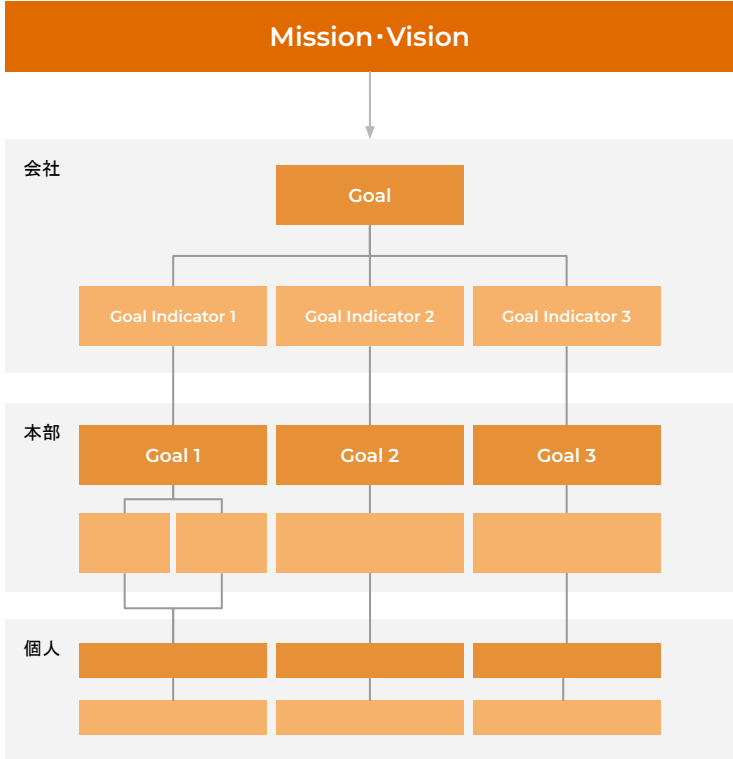 Mission・Vision
会社
Goal
Goal Indicator 1
Goal Indicator 2
Goal Indicator 3
本部
Goal 1
Goal 2
Goal 3
個人